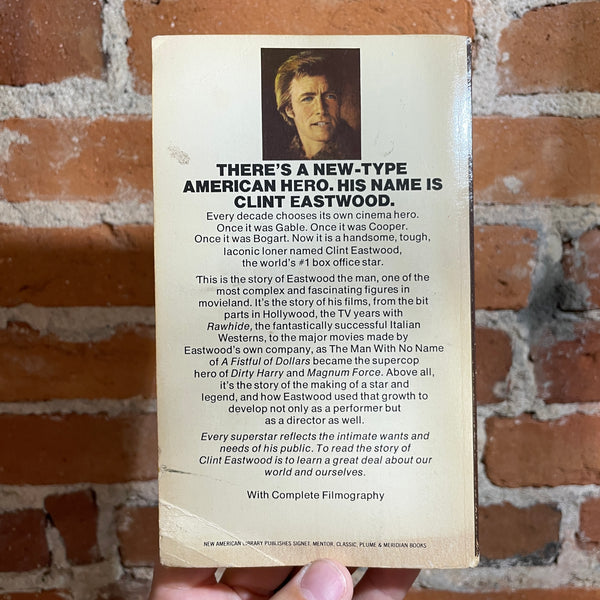 THERE'S A NEW-TYPE
AMERICAN HERO. HIS NAME IS
CLINT EASTWOOD.
Every decade chooses its own cinema hero.
Once it was Gable. Once it was Cooper.
Once it was Bogart. Now it is a handsome, tough,
laconic loner named Clint Eastwood,
the world's #1 box office star.
This is the story of Eastwood the man, one of the
most complex and fascinating figures in
movieland. It's the story of his films, from the bit
parts in Hollywood, the TV years with
Rawhide, the fantastically successful Italian
Westerns, to the major movies made by
Eastwood's own company, as The Man With No Name
of A Fistful of Dollars became the supercop
hero of Dirty Harry and Magnum Force. Above all,
it's the story of the making of a star and
legend, and how Eastwood used that growth to
develop not only as a performer but
as a director as well.
Every superstar reflects the intimate wants and
needs of his public. To read the story of
Clint Eastwood is to learn a great deal about our
world and ourselves.
With Complete Filmography
NEW AMERICAN LIBRARY PUBLISHES SIGNET, MENTOR, CLASSIC, PLUME & MERIDIAN BOOKS